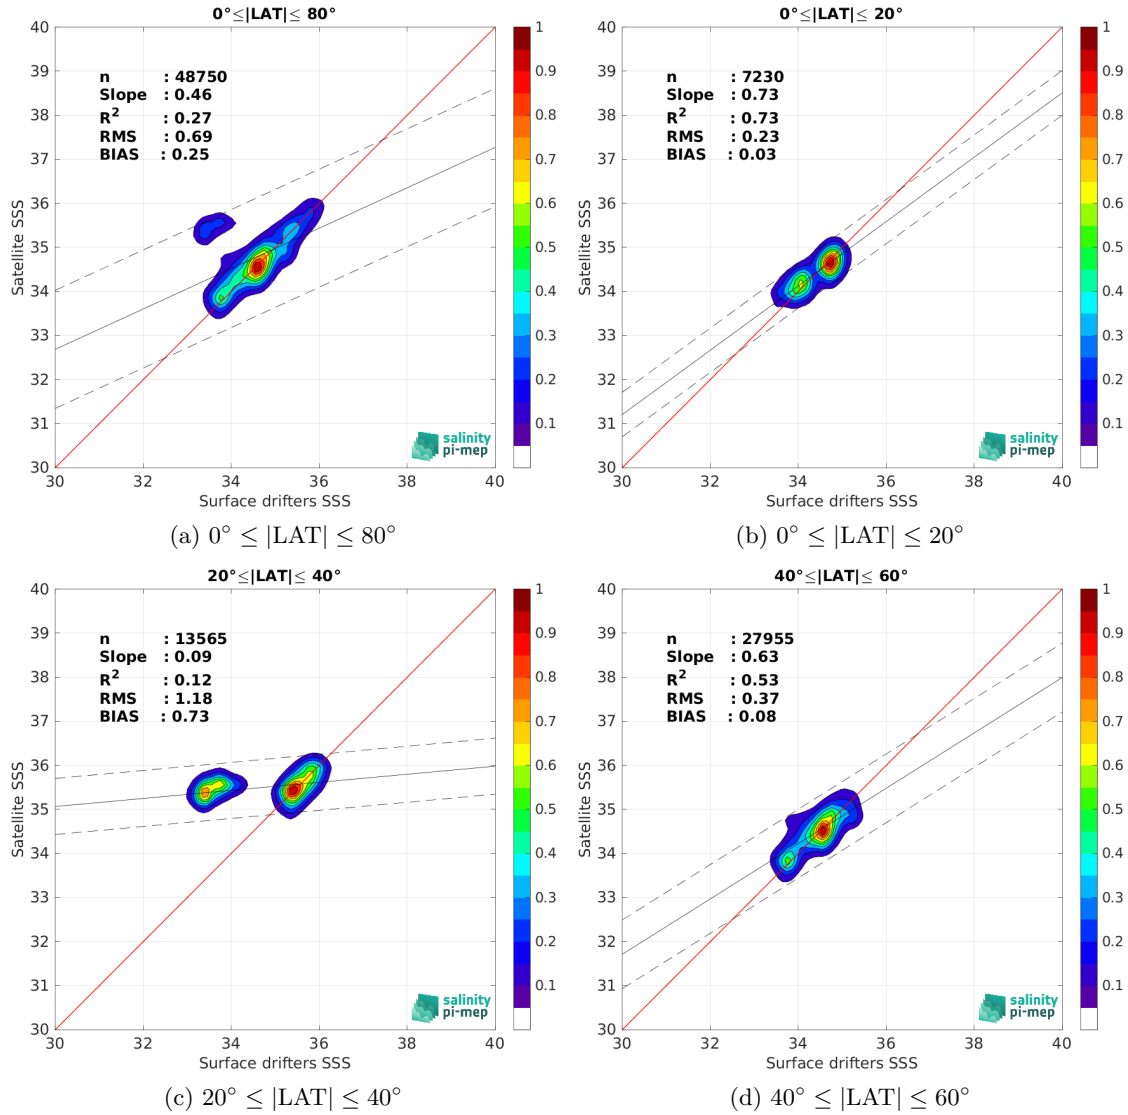 0°≤|LAT|≤ 80°
n : 48750
Slope : 0.46
R² : 0.27
RMS : 0.69
BIAS : 0.25
40
39
38
37
36
35
34
33
32
31
30
Satellite SSS
30 32 34 36 38 40
Surface drifters SSS
1
0.9
0.8
0.7
0.6
0.5
0.4
0.3
0.2
0.1
salinity
pi-mep
(a) 0° ≤ |LAT| ≤ 80°
0°≤|LAT|≤ 20°
n : 7230
Slope : 0.73
R² : 0.73
RMS : 0.23
BIAS : 0.03
40
39
38
37
36
35
34
33
32
31
30
Satellite SSS
30 32 34 36 38 40
Surface drifters SSS
1
0.9
0.8
0.7
0.6
0.5
0.4
0.3
0.2
0.1
salinity
pi-mep
(b) 0° ≤ |LAT| ≤ 20°
20°≤|LAT|≤ 40°
n : 13565
Slope : 0.09
R² : 0.12
RMS : 1.18
BIAS : 0.73
40
39
38
37
36
35
34
33
32
31
30
Satellite SSS
30 32 34 36 38 40
Surface drifters SSS
1
0.9
0.8
0.7
0.6
0.5
0.4
0.3
0.2
0.1
salinity
pi-mep
(c) 20° ≤ |LAT| ≤ 40°
40°≤|LAT|≤ 60°
n : 27955
Slope : 0.63
R² : 0.53
RMS : 0.37
BIAS : 0.08
40
39
38
37
36
35
34
33
32
31
30
Satellite SSS
30 32 34 36 38 40
Surface drifters SSS
1
0.9
0.8
0.7
0.6
0.5
0.4
0.3
0.2
0.1
salinity
pi-mep
(d) 40° ≤ |LAT| ≤ 60°